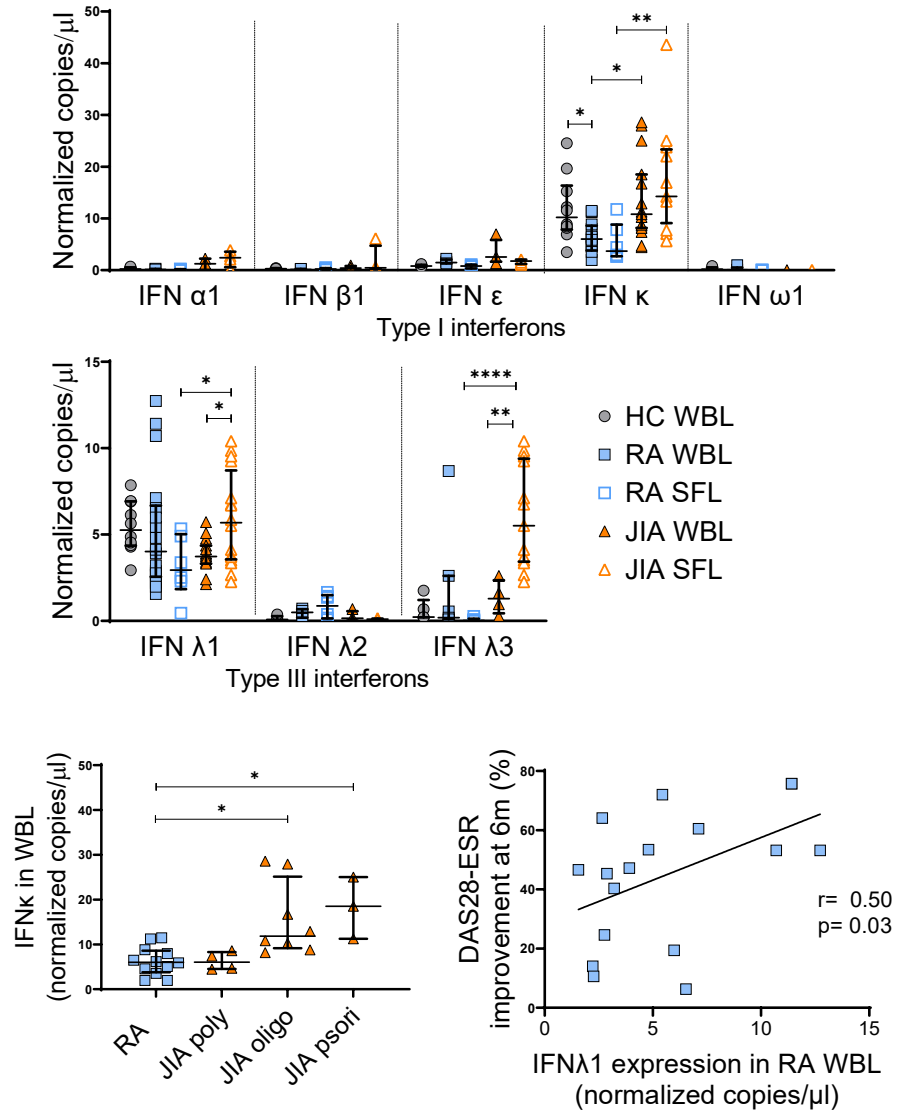 Normalized copies/µl
50
40
30
20
10
0
**
*
*
IFN α1 IFN β1 IFN ε IFN κ IFN ω1
Type I interferons
Normalized copies/µl
15
10
5
0
*
*
****
**
IFN λ1 IFN λ2 IFN λ3
Type III interferons
HC WBL
RA WBL
RA SFL
JIA WBL
JIA SFL
IFNκ in WBL
(normalized copies/µl)
50
40
30
20
10
0
*
*
RA JIA poly JIA oligo JIA psori
DAS28-ESR
improvement at 6m (%)
80
60
40
20
0
r= 0.50
p= 0.03
0 5 10 15
IFNλ1 expression in RA WBL
(normalized copies/µl)